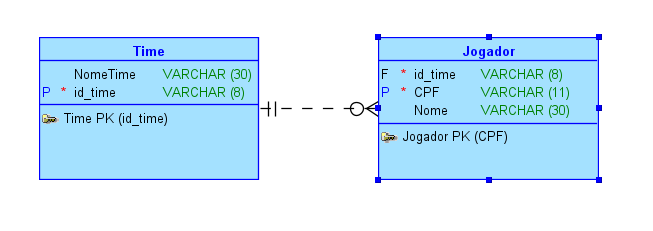 Time
NomeTime VARCHAR (30)
P * id_time VARCHAR (8)
Time PK (id_time)
Jogador
F * id_time VARCHAR (8)
P * CPF VARCHAR (11)
Nome VARCHAR (30)
Jogador PK (CPF)